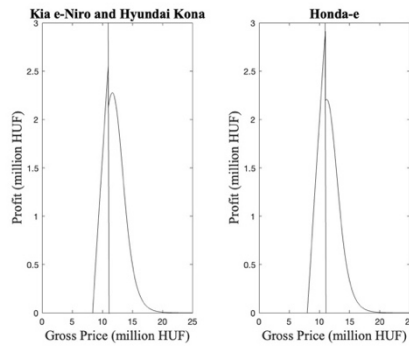 Kia e-Niro and Hyundai Kona
Profit (million HUF)
3
2.5
2
1.5
1
0.5
0
0 5 10 15 20 25
Gross Price (million HUF)
Honda-e
Profit (million HUF)
3
2.5
2
1.5
1
0.5
0
0 5 10 15 20 25
Gross Price (million HUF)